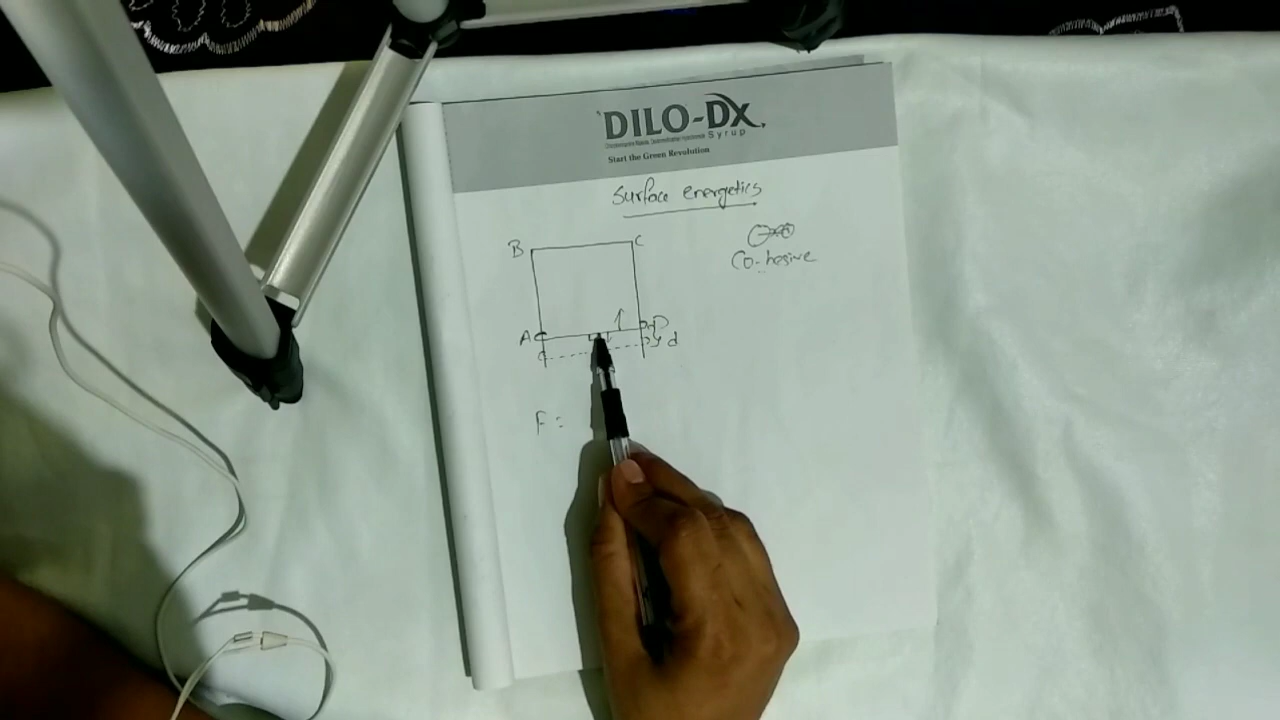 DILO-DX
Syrup
Start the Green Revolution
Surface energetics
B C
Co-hesive
A D
d
F =